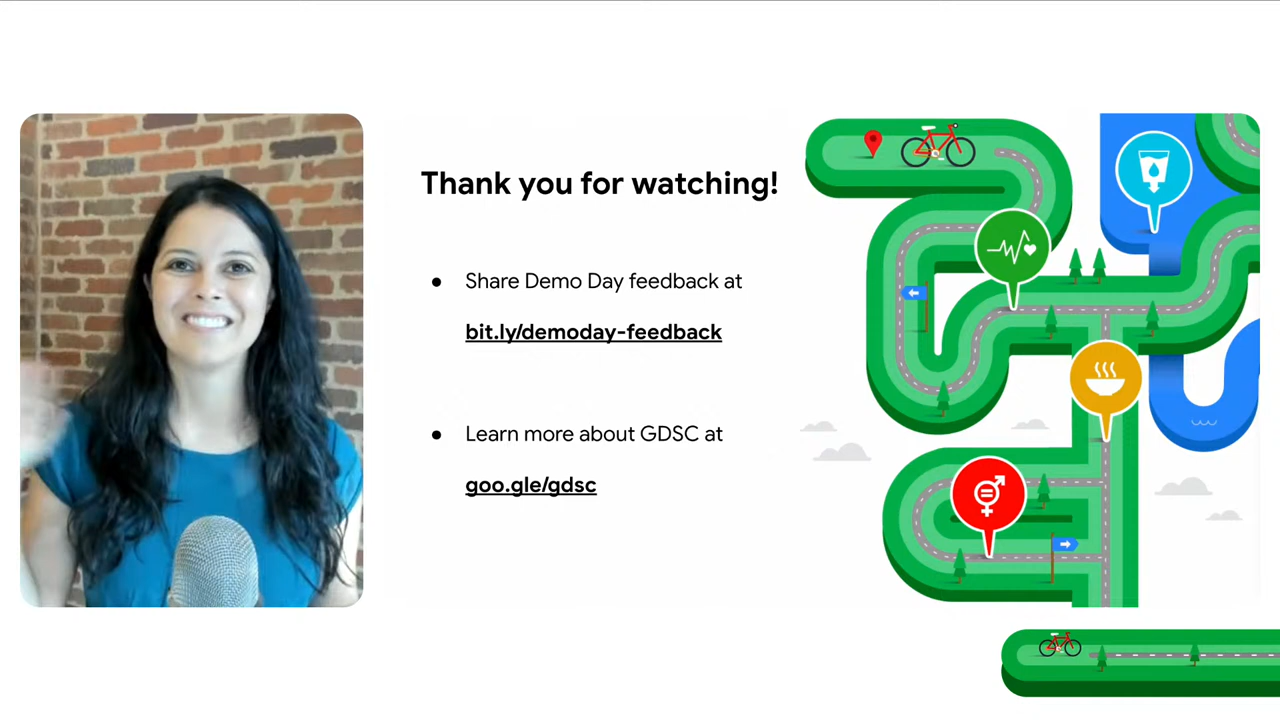 Thank you for watching!
● Share Demo Day feedback at
bit.ly/demoday-feedback
● Learn more about GDSC at
goo.gle/gdsc